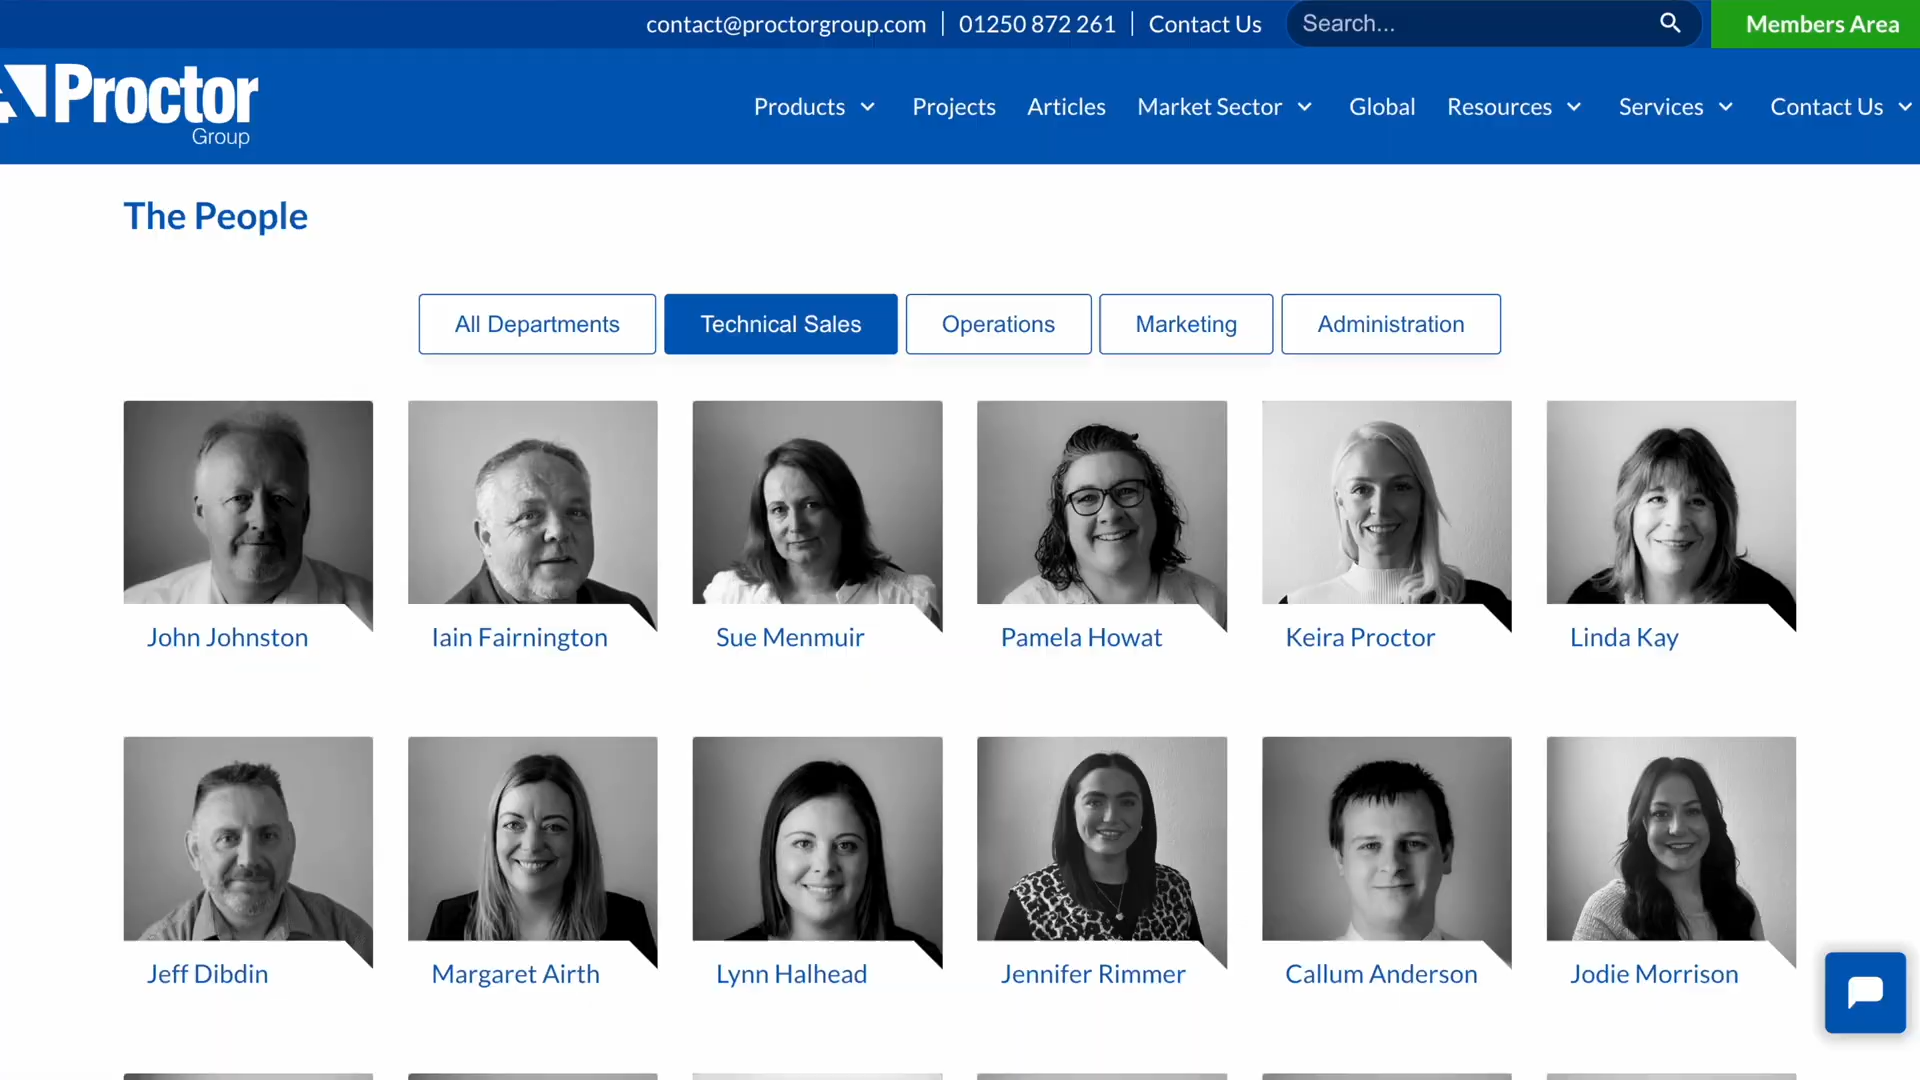 contact@proctorgroup.com | 01250 872 261 | Contact Us
Search...
Members Area
Proctor
Group
Products
Projects
Articles
Market Sector
Global
Resources
Services
Contact Us
The People
All Departments
Technical Sales
Operations
Marketing
Administration
John Johnston
Iain Fairnington
Sue Menmuir
Pamela Howat
Keira Proctor
Linda Kay
Jeff Dibdin
Margaret Airth
Lynn Halhead
Jennifer Rimmer
Callum Anderson
Jodie Morrison